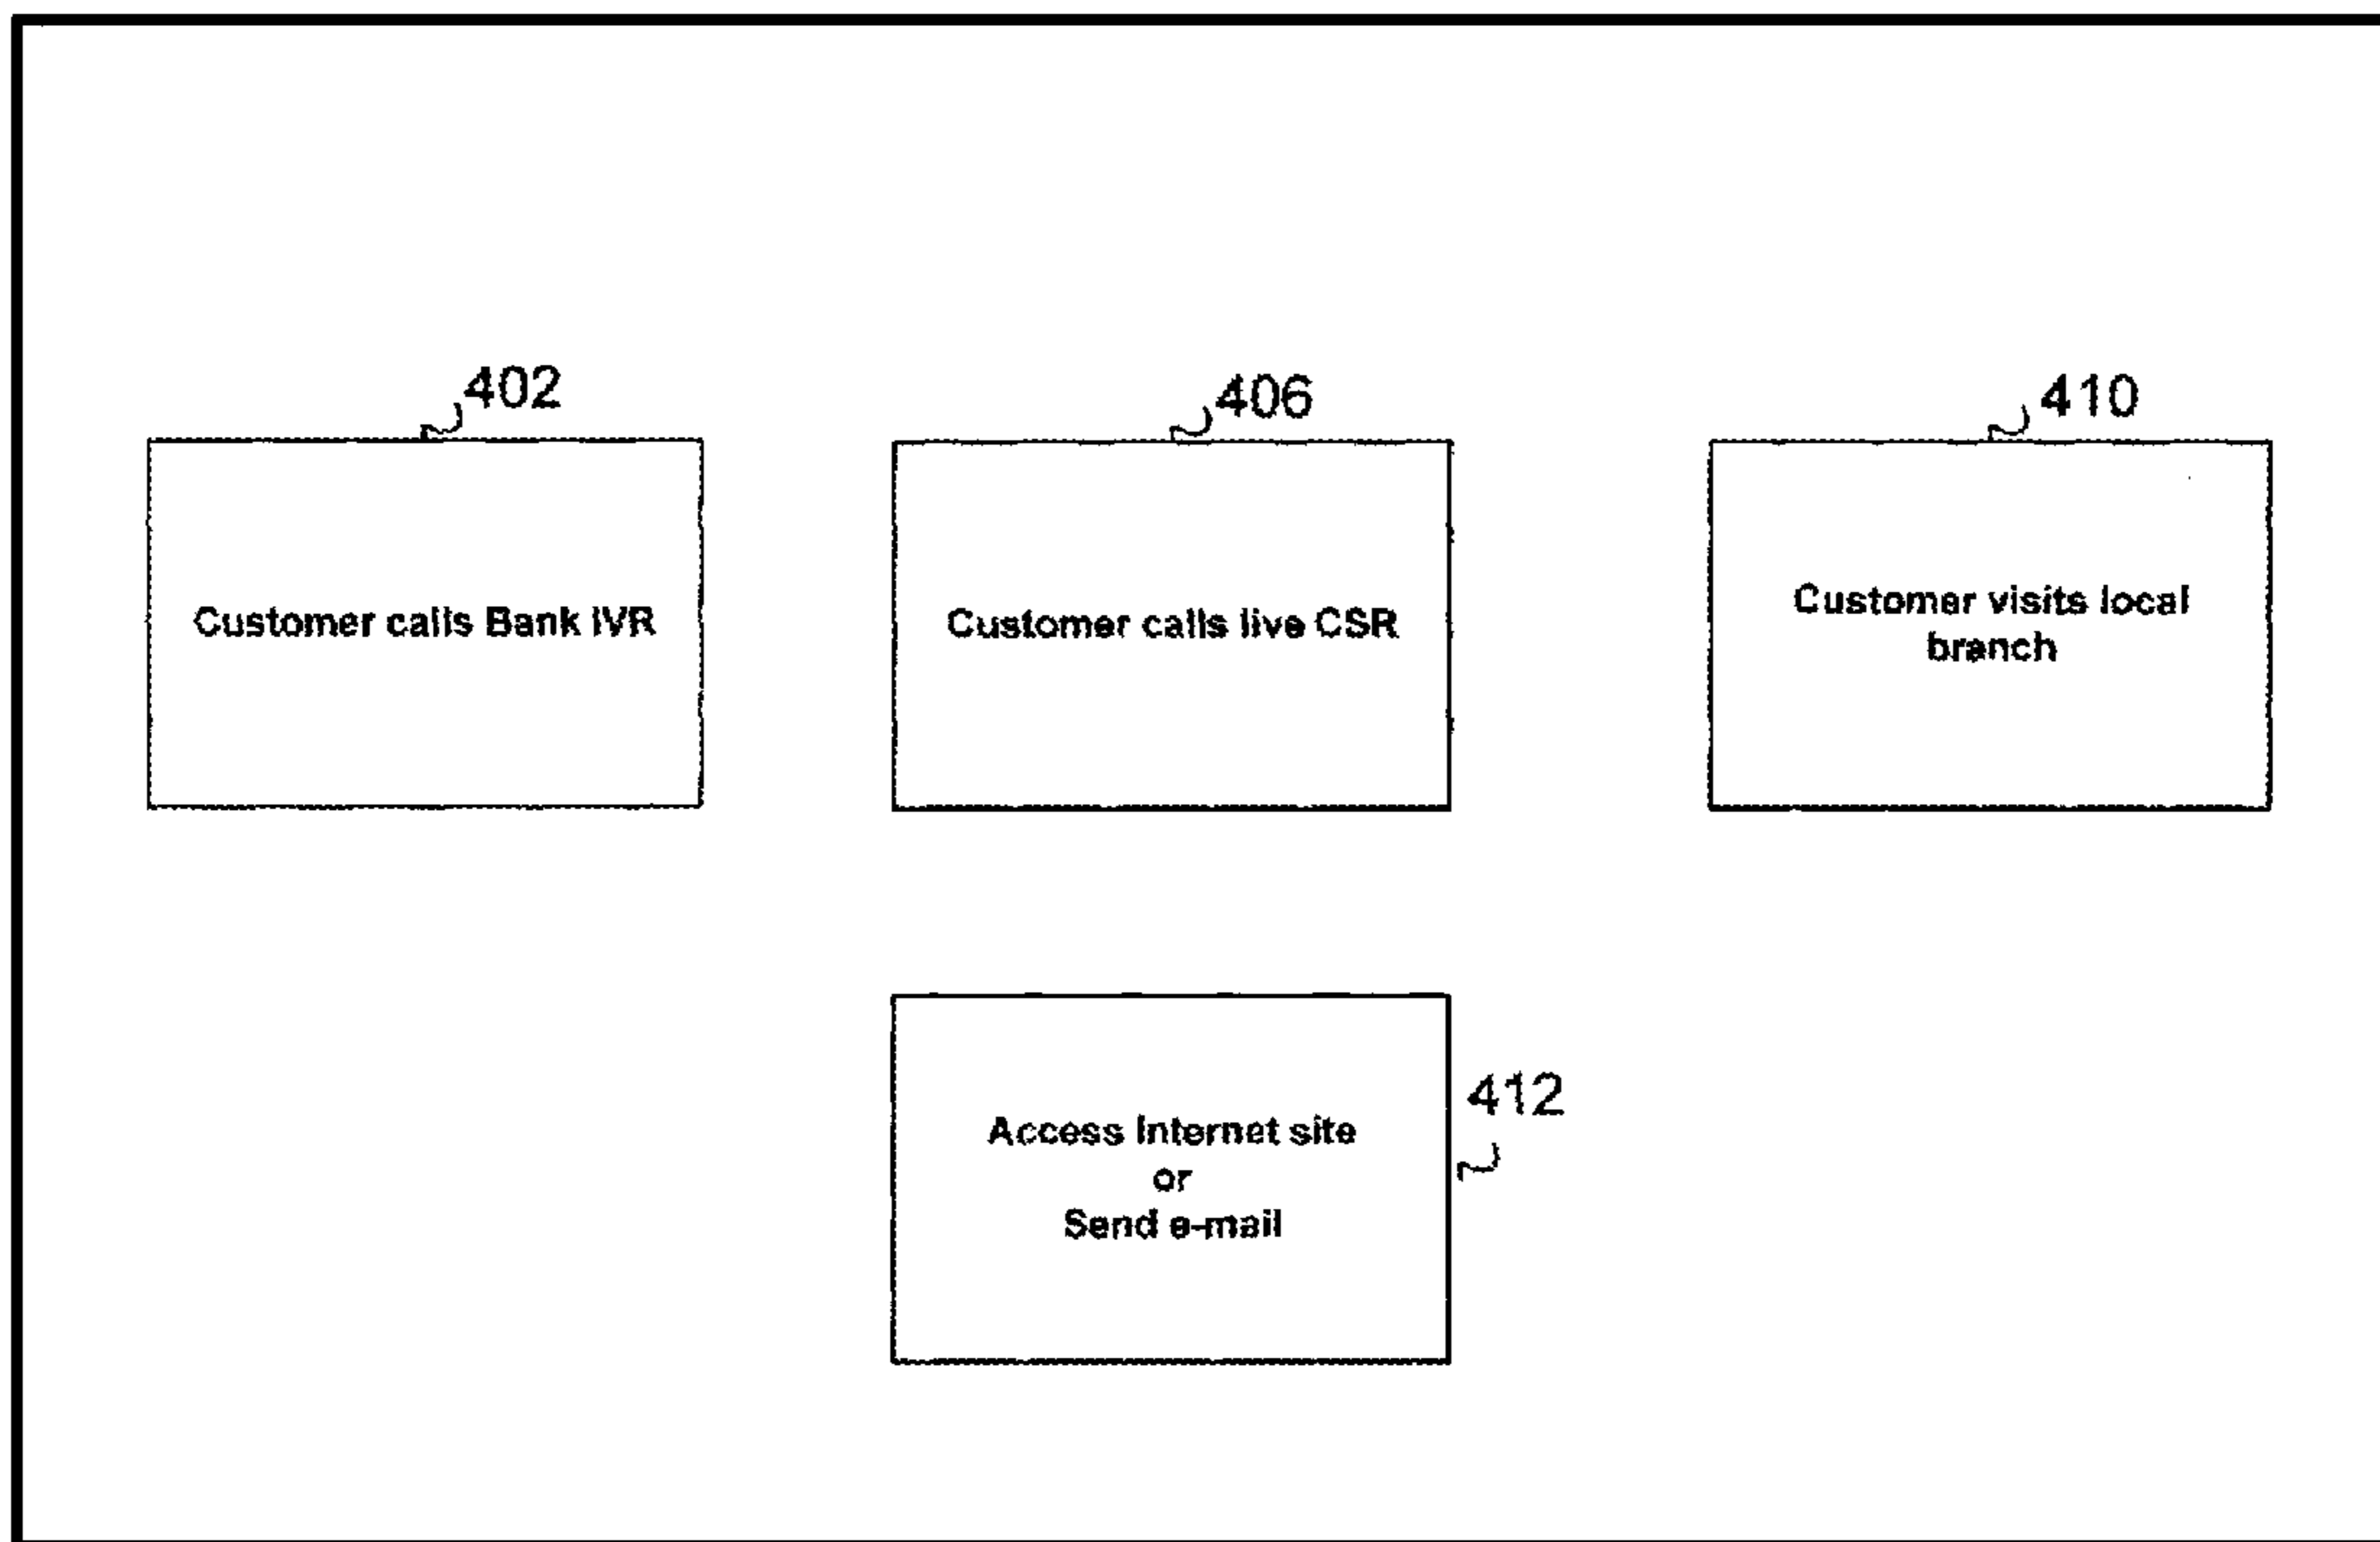 402
406
410
Customer calls Bank IVR
Customer calls live CSR
Customer visits local
branch
412
Access Internet site
or
Send e-mail